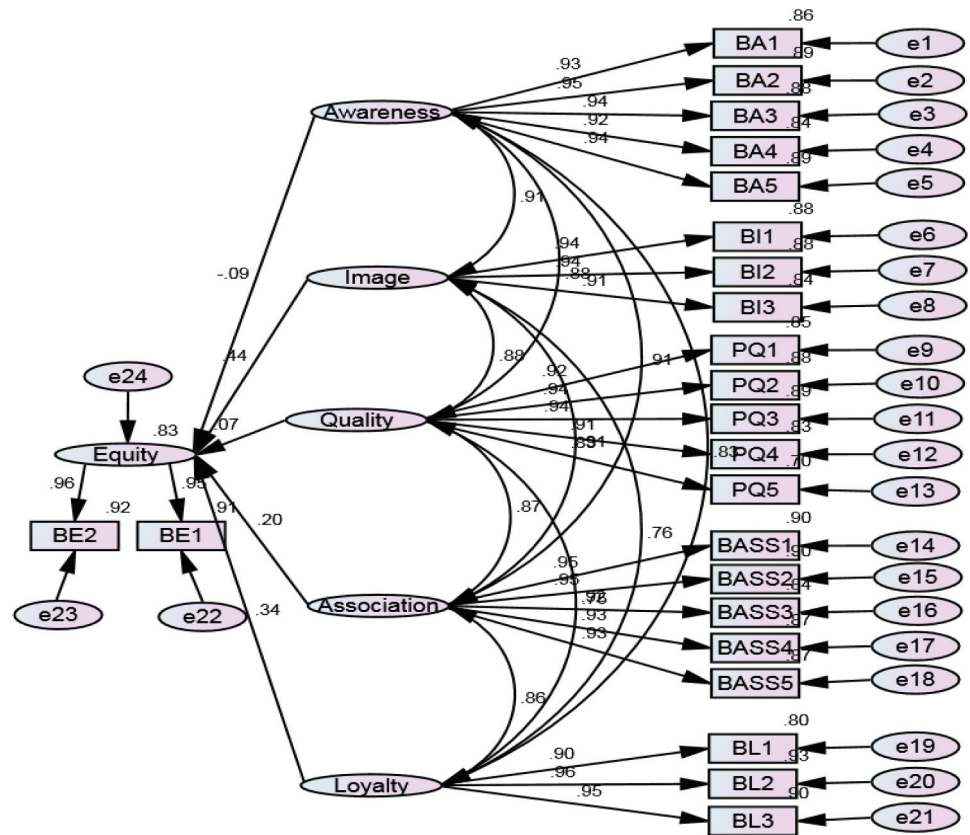 .86
BA1
e1
.89
.93
BA2
e2
.95
.88
Awareness
.94
BA3
e3
.92
.84
.94
BA4
e4
.89
BA5
e5
.88
.91
BI1
e6
.94
.88
-.09
.94
Image
.88
BI2
e7
.91
.84
BI3
e8
.85
.44
.88
PQ1
e9
e24
.92
.91
.88
.94
PQ2
e10
.94
.89
.83
.07
Quality
.91
PQ3
e11
.83
Equity
.83
PQ4
e12
.70
.96
.95
PQ5
e13
.92
.91
.20
.87
.76
.90
BE2
BE1
BASS1
e14
.95
.90
.95
BASS2
e15
.84
.34
Association
.92
BASS3
e16
e23
e22
.93
.87
.93
BASS4
e17
.87
BASS5
e18
.86
.80
.90
BL1
e19
.96
.93
Loyalty
.95
BL2
e20
.90
BL3
e21